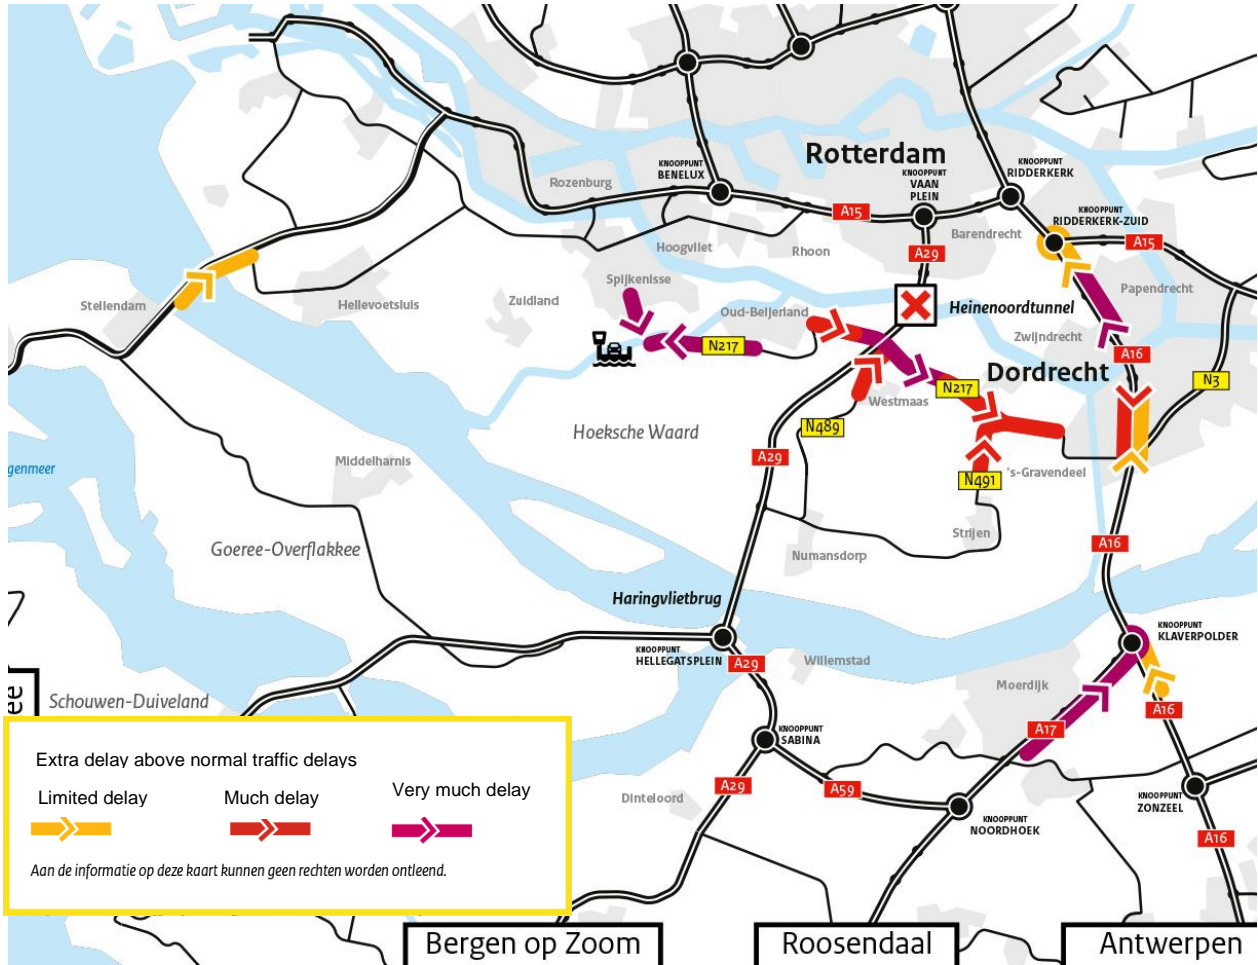 KNOOPPUNT
BENELUX
Rotterdam
KNOOPPUNT
VAAN
PLEIN
KNOOPPUNT
RIDDERKERK
KNOOPPUNT
RIDDERKERK-ZUID
Rozenburg
A15
A29
Barendrecht
A15
Hoogvliet
Rhoon
Spijkenisse
Papendrecht
Stellendam
Hellevoetsluis
Zuidland
Oud-Beijerland
Heinenoordtunnel
Zwijndrecht
N217
A16
Dordrecht
N3
N217
Westmaas
N489
Hoeksche Waard
A29
Middelharnis
genmeer
's-Gravendeel
N491
Strijen
A16
Goeree-Overflakkee
Numansdorp
Haringvlietbrug
KNOOPPUNT
KLAVERPOLDER
KNOOPPUNT
HELLEGATSPLEIN
A29
Willemstad
Moerdijk
ee
Schouwen-Duiveland
A16
KNOOPPUNT
SABINA
A17
A29
A59
Dinteloord
KNOOPPUNT
ZONZEEL
KNOOPPUNT
NOORDHOEK
A16
Extra delay above normal traffic delays
Limited delay
Much delay
Very much delay
Aan de informatie op deze kaart kunnen geen rechten worden ontleend.
Bergen op Zoom
Roosendaal
Antwerpen